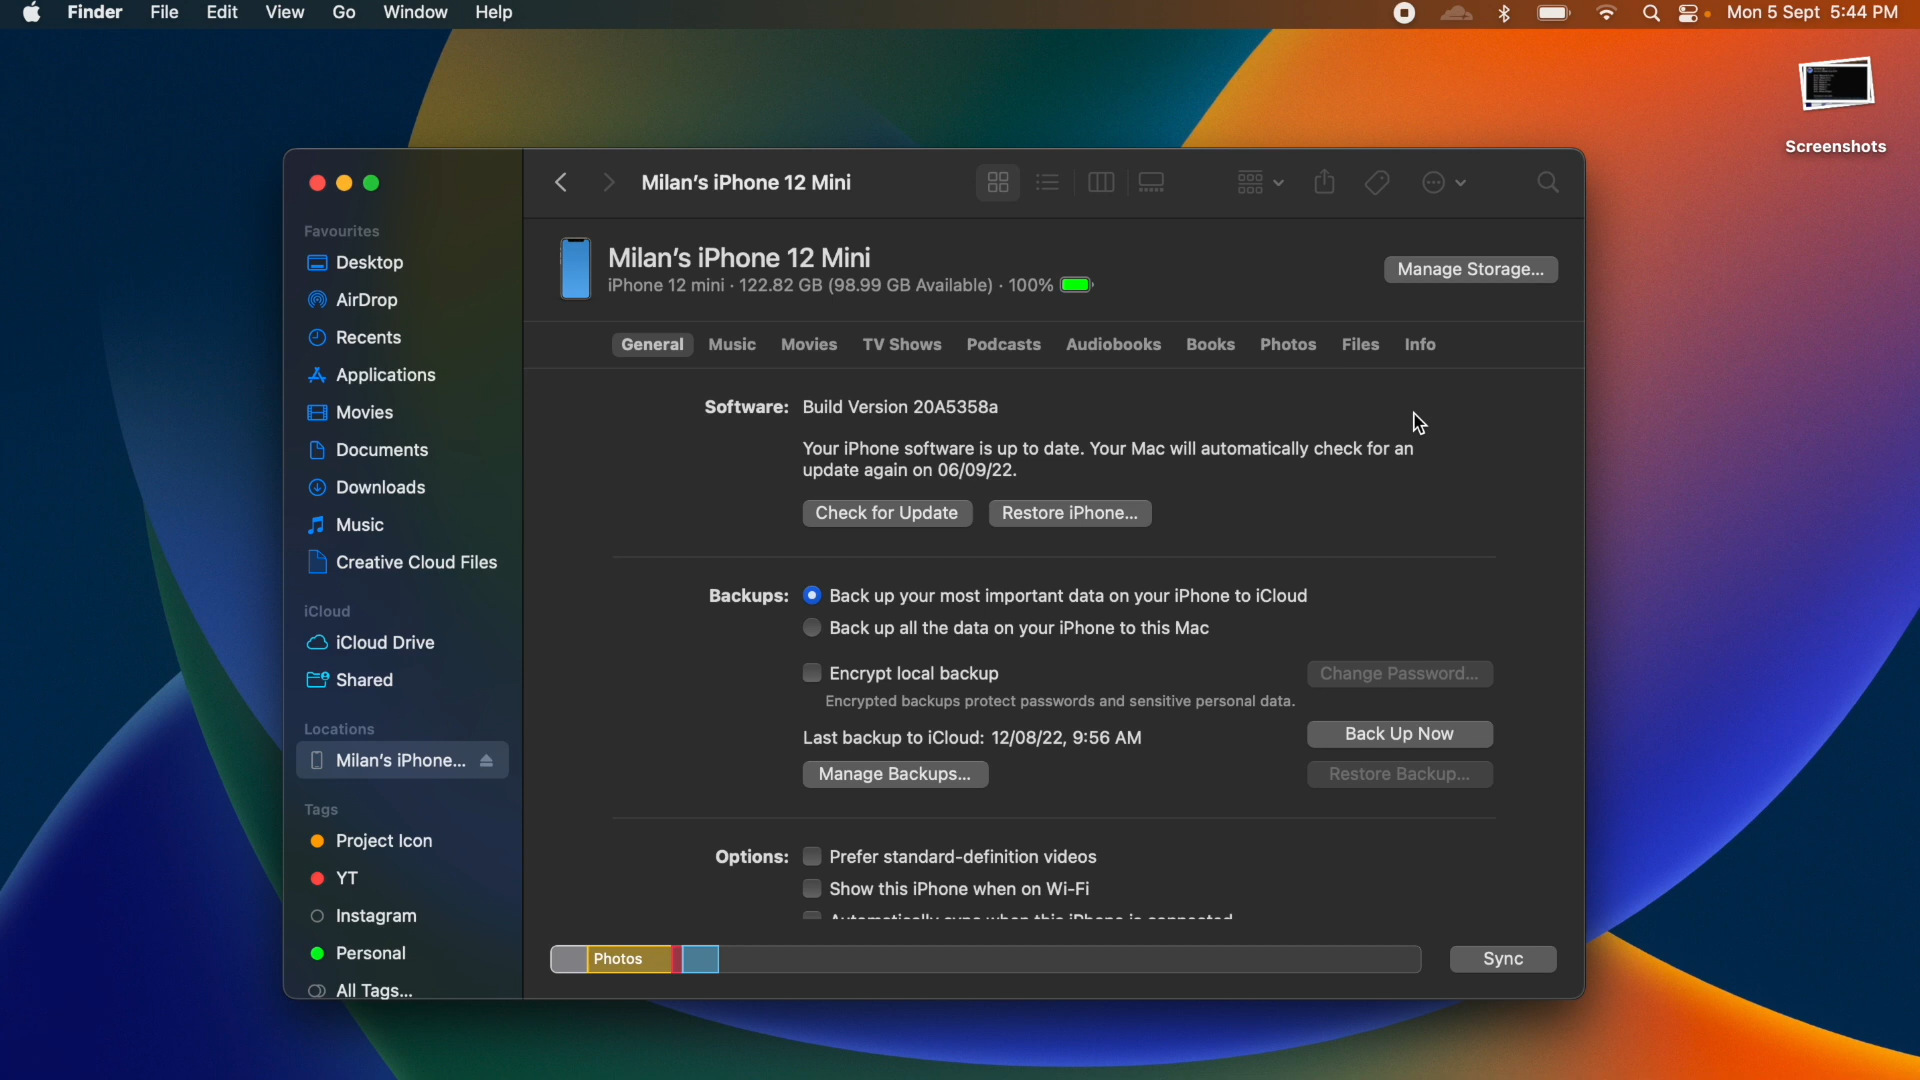 Finder File Edit View Go Window Help
Mon 5 Sept 5:44 PM
Screenshots
Milan's iPhone 12 Mini
Favourites
Desktop
AirDrop
Recents
Applications
Movies
Documents
Downloads
Music
Creative Cloud Files
iCloud
iCloud Drive
Shared
Locations
Milan's iPhone...
Tags
Project Icon
YT
Instagram
Personal
All Tags...
Milan's iPhone 12 Mini
iPhone 12 mini · 122.82 GB (98.99 GB Available) · 100%
Manage Storage...
General Music Movies TV Shows Podcasts Audiobooks Books Photos Files Info
Software: Build Version 20A5358a
Your iPhone software is up to date. Your Mac will automatically check for an
update again on 06/09/22.
Check for Update Restore iPhone...
Backups: Back up your most important data on your iPhone to iCloud
Back up all the data on your iPhone to this Mac
Encrypt local backup Change Password...
Encrypted backups protect passwords and sensitive personal data.
Last backup to iCloud: 12/08/22, 9:56 AM Back Up Now
Manage Backups... Restore Backup...
Options: Prefer standard-definition videos
Show this iPhone when on Wi-Fi
Automatically sync when this iPhone is connected
Photos
Sync